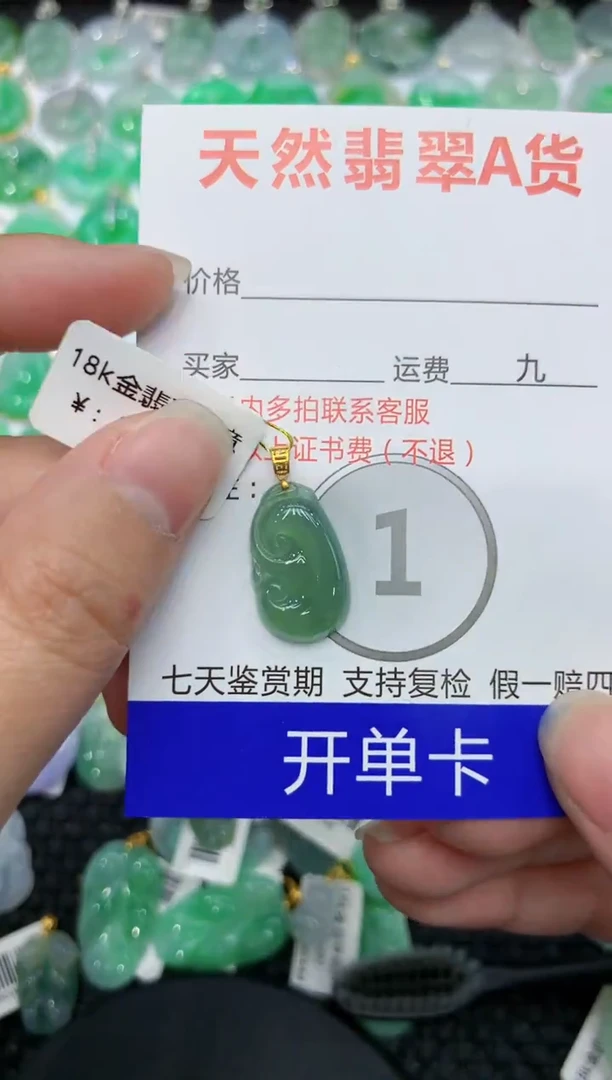 天然翡翠A货
价格
买家 运费 九
内多拍联系客服
以上证书费(不退)
18k金翡
¥:
1
七天鉴赏期 支持复检 假一赔四
开单卡